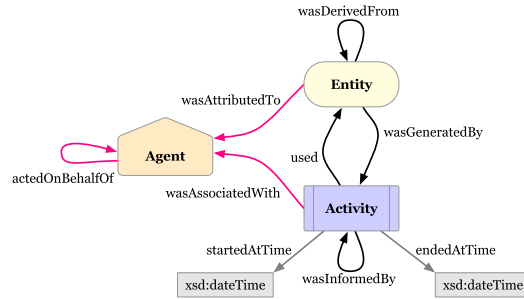 wasDerivedFrom
Entity
wasAttributedTo
wasGeneratedBy
used
Agent
actedOnBehalfOf
wasAssociatedWith
Activity
startedAtTime
endedAtTime
wasInformedBy
xsd:dateTime
xsd:dateTime